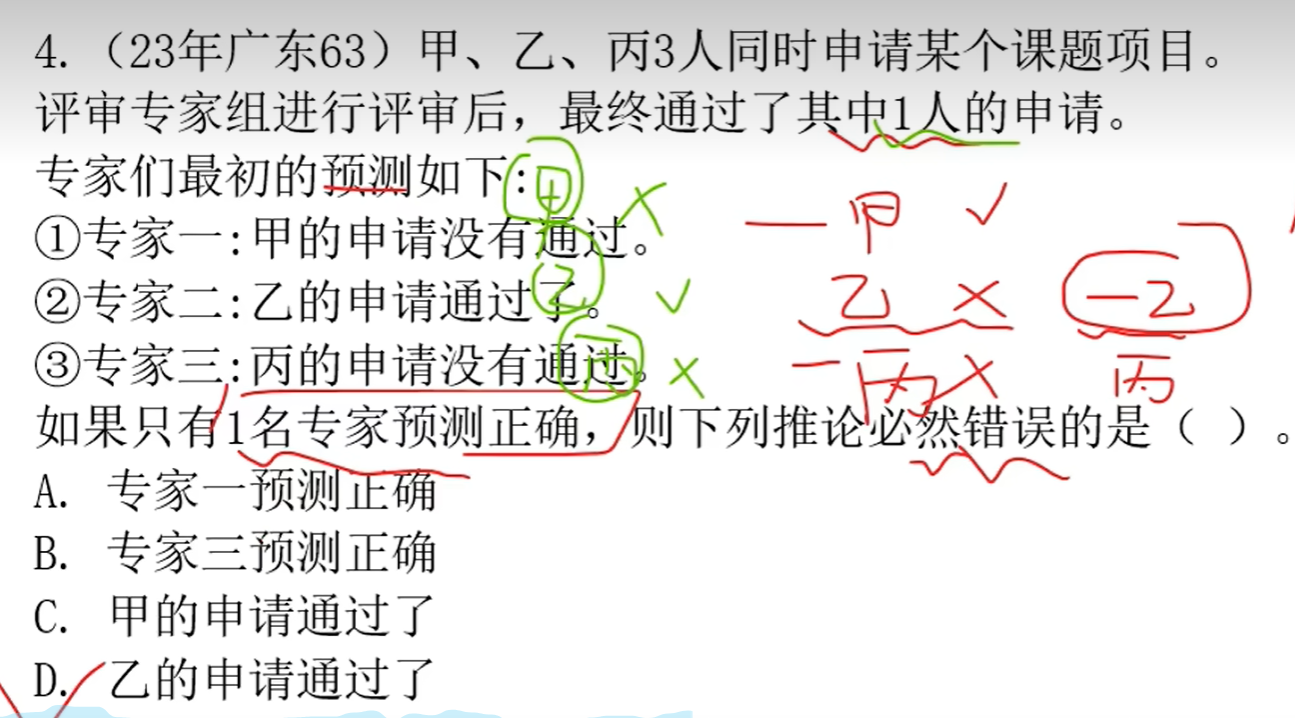 4. （23年广东63）甲、乙、丙3人同时申请某个课题项目。
评审专家组进行评审后，最终通过了其中1人的申请。
专家们最初的预测如下：
甲 ×
一甲 √
①专家一：甲的申请没有通过。
②专家二：乙的申请通过了。
乙 √
乙 ×
一乙
③专家三：丙的申请没有通过。
丙 ×
一丙 ×
丙
如果只有1名专家预测正确，则下列推论必然错误的是（ ）。
A. 专家一预测正确
B. 专家三预测正确
C. 甲的申请通过了
D. 乙的申请通过了